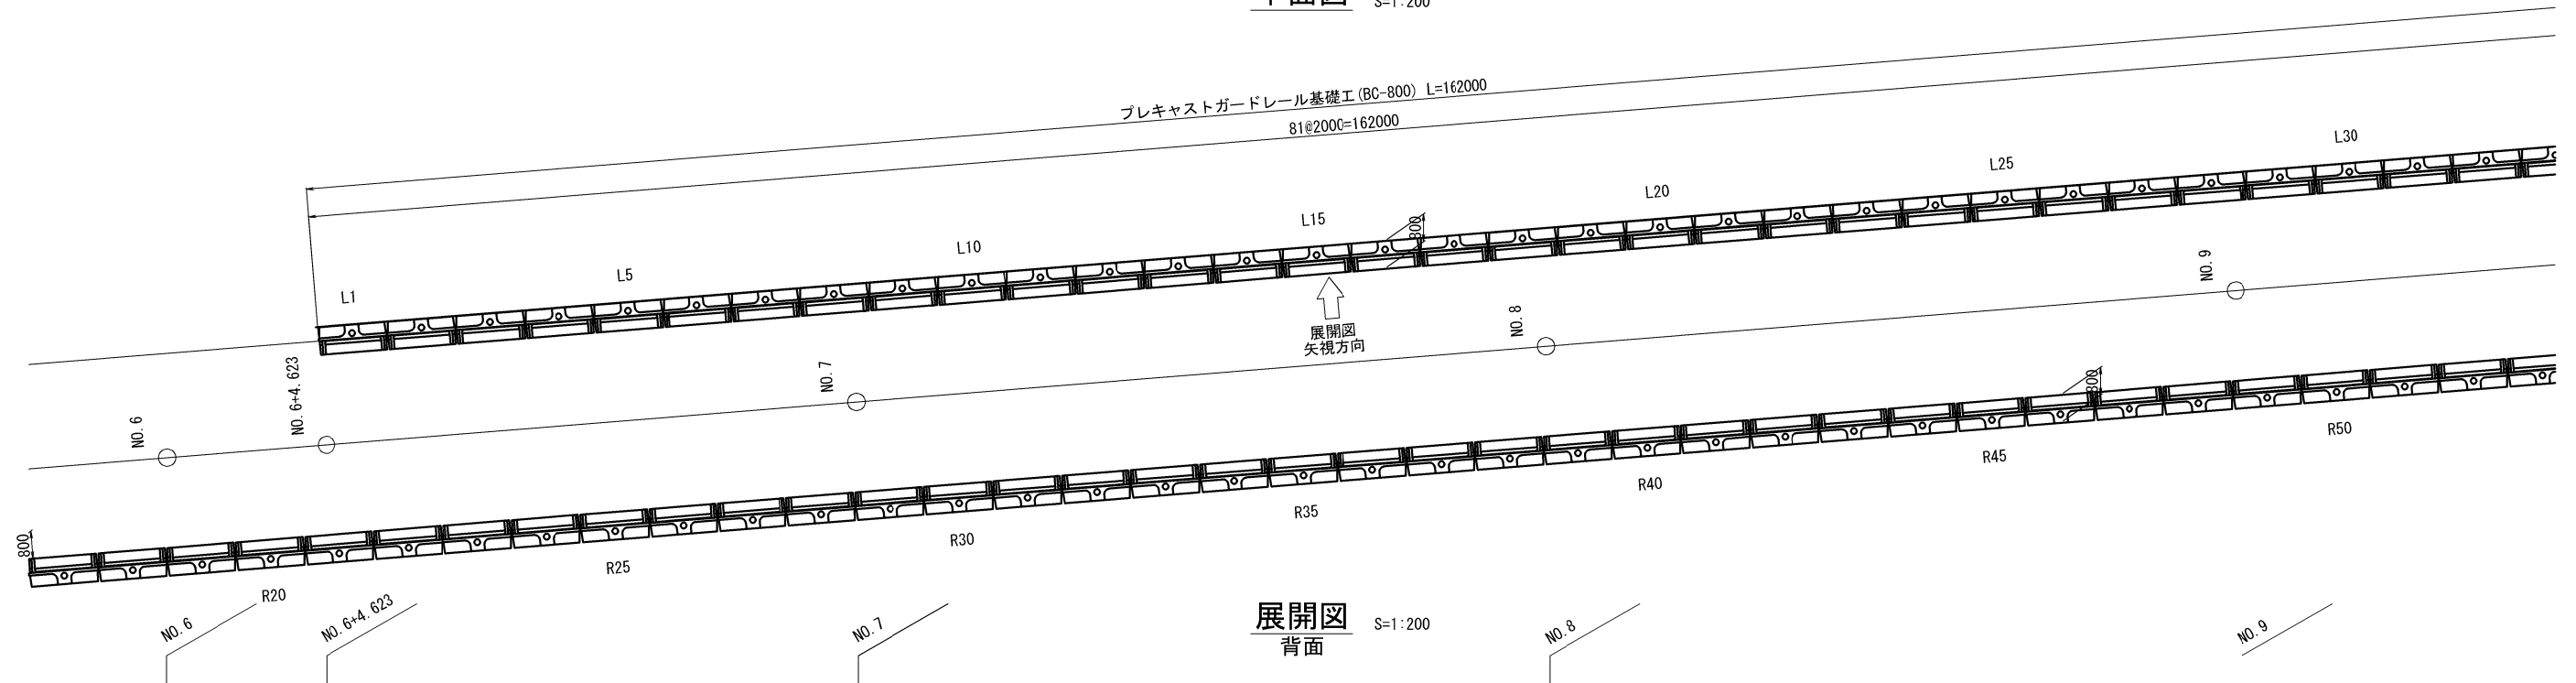 平面図 S=1:200
プレキャストガードレール基礎工(BC-800) L=162000
81@2000=162000
L30
L25
L20
L15
800
L10
L5
L1
NO.9
NO.8
展開図
矢視方向
NO.7
NO.6+4.623
NO.6
800
R50
R45
R40
R35
R30
R25
800
R20
NO.6
NO.6+4.623
NO.7
展開図 S=1:200
背面
NO.8
NO.9